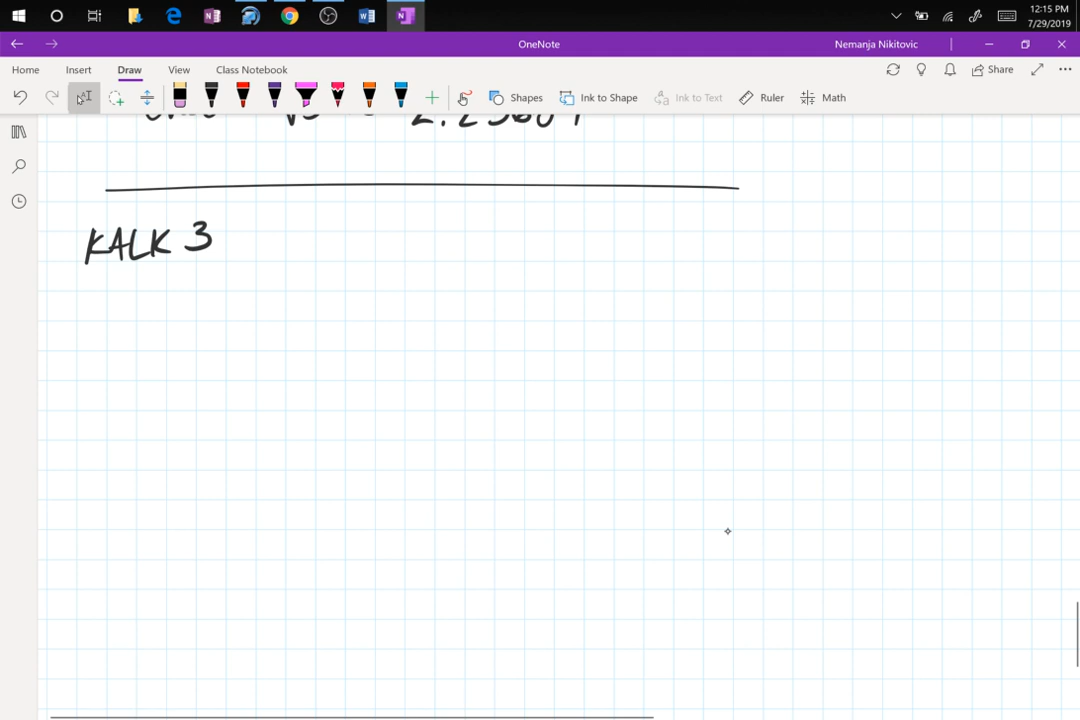 12:15 PM
7/29/2019
OneNote
Nemanja Nikitovic
Home Insert Draw View Class Notebook Share
Shapes Ink to Shape Ink to Text Ruler Math
KALK 3